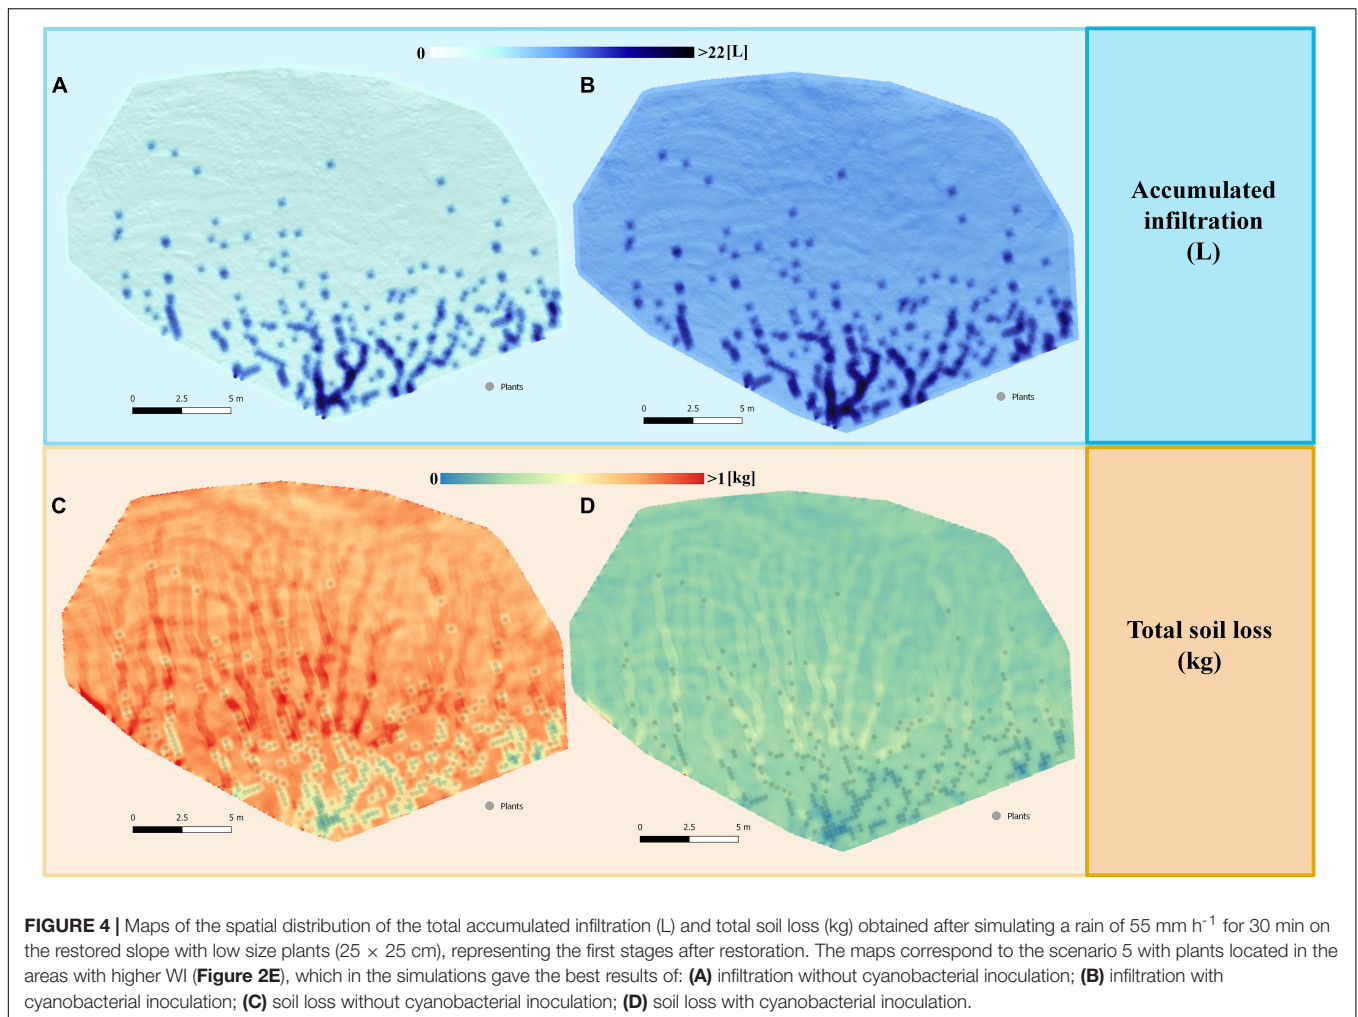 0 >22[L]
A
B
Accumulated
infiltration
(L)
Plants
0 2.5 5 m
Plants
0 2.5 5 m
0 >1[kg]
C
D
Total soil loss
(kg)
Plants
0 2.5 5 m
Plants
0 2.5 5 m
FIGURE 4 | Maps of the spatial distribution of the total accumulated infiltration (L) and total soil loss (kg) obtained after simulating a rain of 55 mm h-1 for 30 min on
the restored slope with low size plants (25 × 25 cm), representing the first stages after restoration. The maps correspond to the scenario 5 with plants located in the
areas with higher WI (Figure 2E), which in the simulations gave the best results of: (A) infiltration without cyanobacterial inoculation; (B) infiltration with
cyanobacterial inoculation; (C) soil loss without cyanobacterial inoculation; (D) soil loss with cyanobacterial inoculation.